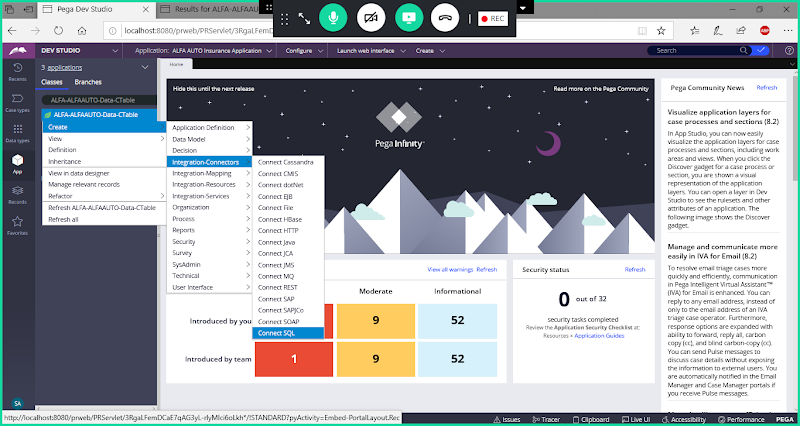 Pega Dev Studio
Results for ALFA-ALFAAUTO
REC
localhost:8080/prweb/PRServlet/3RgaLFemD
DEV STUDIO
Application: ALFA AUTO Insurance Application
Configure
Launch web interface
Create
Search
3 applications
Classes
Branches
Home
Recents
Case types
Data types
App
Records
Favorites
SA
ALFA-ALFAAUTO-Data-CTable
ALFA-ALFAAUTO-Data-CTable
Create
View
Definition
Inheritance
View in data designer
Manage relevant records
Refactor
Refresh ALFA-ALFAAUTO-Data-CTable
Refresh all
Application Definition
Data Model
Decision
Integration-Connectors
Integration-Mapping
Integration-Resources
Integration-Services
Organization
Process
Reports
Security
Survey
SysAdmin
Technical
User Interface
Connect Cassandra
Connect CMIS
Connect dotNet
Connect EJB
Connect File
Connect HBase
Connect HTTP
Connect Java
Connect JCA
Connect JMS
Connect MQ
Connect REST
Connect SAP
Connect SAPJCo
Connect SOAP
Connect SQL
Hide this until the next release
Read more on the Pega Community
Pega Infinity™
View all warnings
Refresh
Moderate
Informational
Introduced by you
9
52
Introduced by team
1
9
52
Security status
Refresh
0 out of 32
security tasks completed
Review the Application Security Checklist at:
Resources + Application Guides
Pega Community News
Refresh
Visualize application layers for
case processes and sections (8.2)
In App Studio, you can now easily
visualize the application layers for case
processes and sections, including work
areas and views. When you click the
Discover gadget for a case process or
section, you are shown a visual
representation of the application
layers. You can open a layer in Dev
Studio to see the rulesets and other
attributes of an application. The
following image shows the Discover
gadget.
Manage and communicate more
easily in IVA for Email (8.2)
To resolve email triage cases more
quickly and efficiently, communication
in Pega Intelligent Virtual Assistant™
(IVA) for Email is enhanced. You can
reply to any email address, instead of
only to the email address of an IVA
triage case operator. Furthermore,
response options are expanded with
ability to forward, reply all, carbon
copy (cc), and blind carbon-copy (cc).
You can send Pulse messages to
discuss case details without exposing
the information to external users. You
are automatically notified in the Email
Manager and Case Manager portals if
you receive Pulse messages.
Issues
Tracer
Clipboard
Live UI
Accessibility
Performance
PEGA